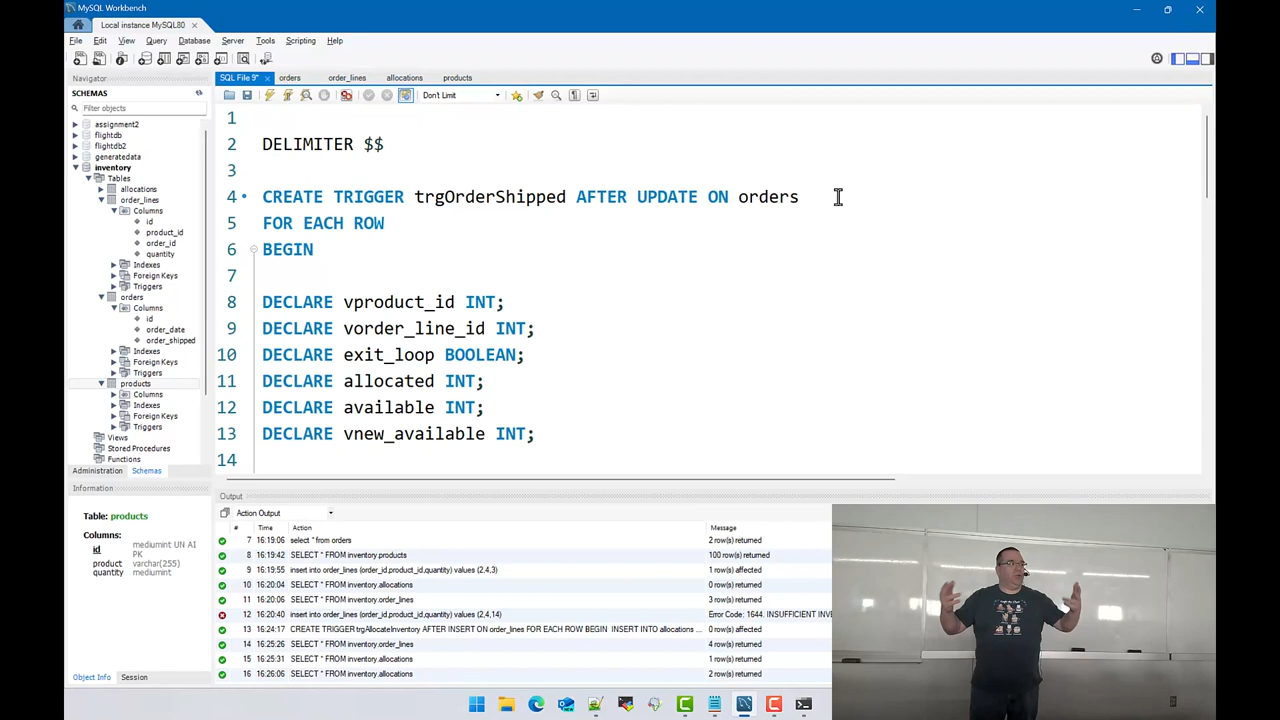 MySQL Workbench
Local instance MySQL80
File Edit View Query Database Server Tools Scripting Help
Navigator
SCHEMAS
Filter objects
assignment2
flightdb
flightdb2
generatedata
inventory
Tables
allocations
order_lines
Columns
id
product_id
order_id
quantity
Indexes
Foreign Keys
Triggers
orders
Columns
id
order_date
order_shipped
Indexes
Foreign Keys
Triggers
products
Columns
Indexes
Foreign Keys
Triggers
Views
Stored Procedures
Functions
Administration Schemas
Information
Table: products
Columns:
id mediumint UN AI
PK
product varchar(255)
quantity mediumint
Object Info Session
SQL File 9* orders order_lines allocations products
Don't Limit
1
2 DELIMITER $$
3
4 CREATE TRIGGER trgOrderShipped AFTER UPDATE ON orders
5 FOR EACH ROW
6 BEGIN
7
8 DECLARE vproduct_id INT;
9 DECLARE vorder_line_id INT;
10 DECLARE exit_loop BOOLEAN;
11 DECLARE allocated INT;
12 DECLARE available INT;
13 DECLARE vnew_available INT;
14
Output
Action Output
# Time Action Message
7 16:19:06 select * from orders 2 row(s) returned
8 16:19:42 SELECT * FROM inventory.products 100 row(s) returned
9 16:19:55 insert into order_lines (order_id,product_id,quantity) values (2,4,3) 1 row(s) affected
10 16:20:04 SELECT * FROM inventory.allocations 0 row(s) returned
11 16:20:06 SELECT * FROM inventory.order_lines 3 row(s) returned
12 16:20:40 insert into order_lines (order_id,product_id,quantity) values (2,4,14) Error Code: 1644. INSUFFICIENT INVE
13 16:24:17 CREATE TRIGGER trgAllocateInventory AFTER INSERT ON order_lines FOR EACH ROW BEGIN INSERT INTO allocations ... 0 row(s) affected
14 16:25:26 SELECT * FROM inventory.order_lines 4 row(s) returned
15 16:25:31 SELECT * FROM inventory.allocations 1 row(s) returned
16 16:26:06 SELECT * FROM inventory.allocations 2 row(s) returned